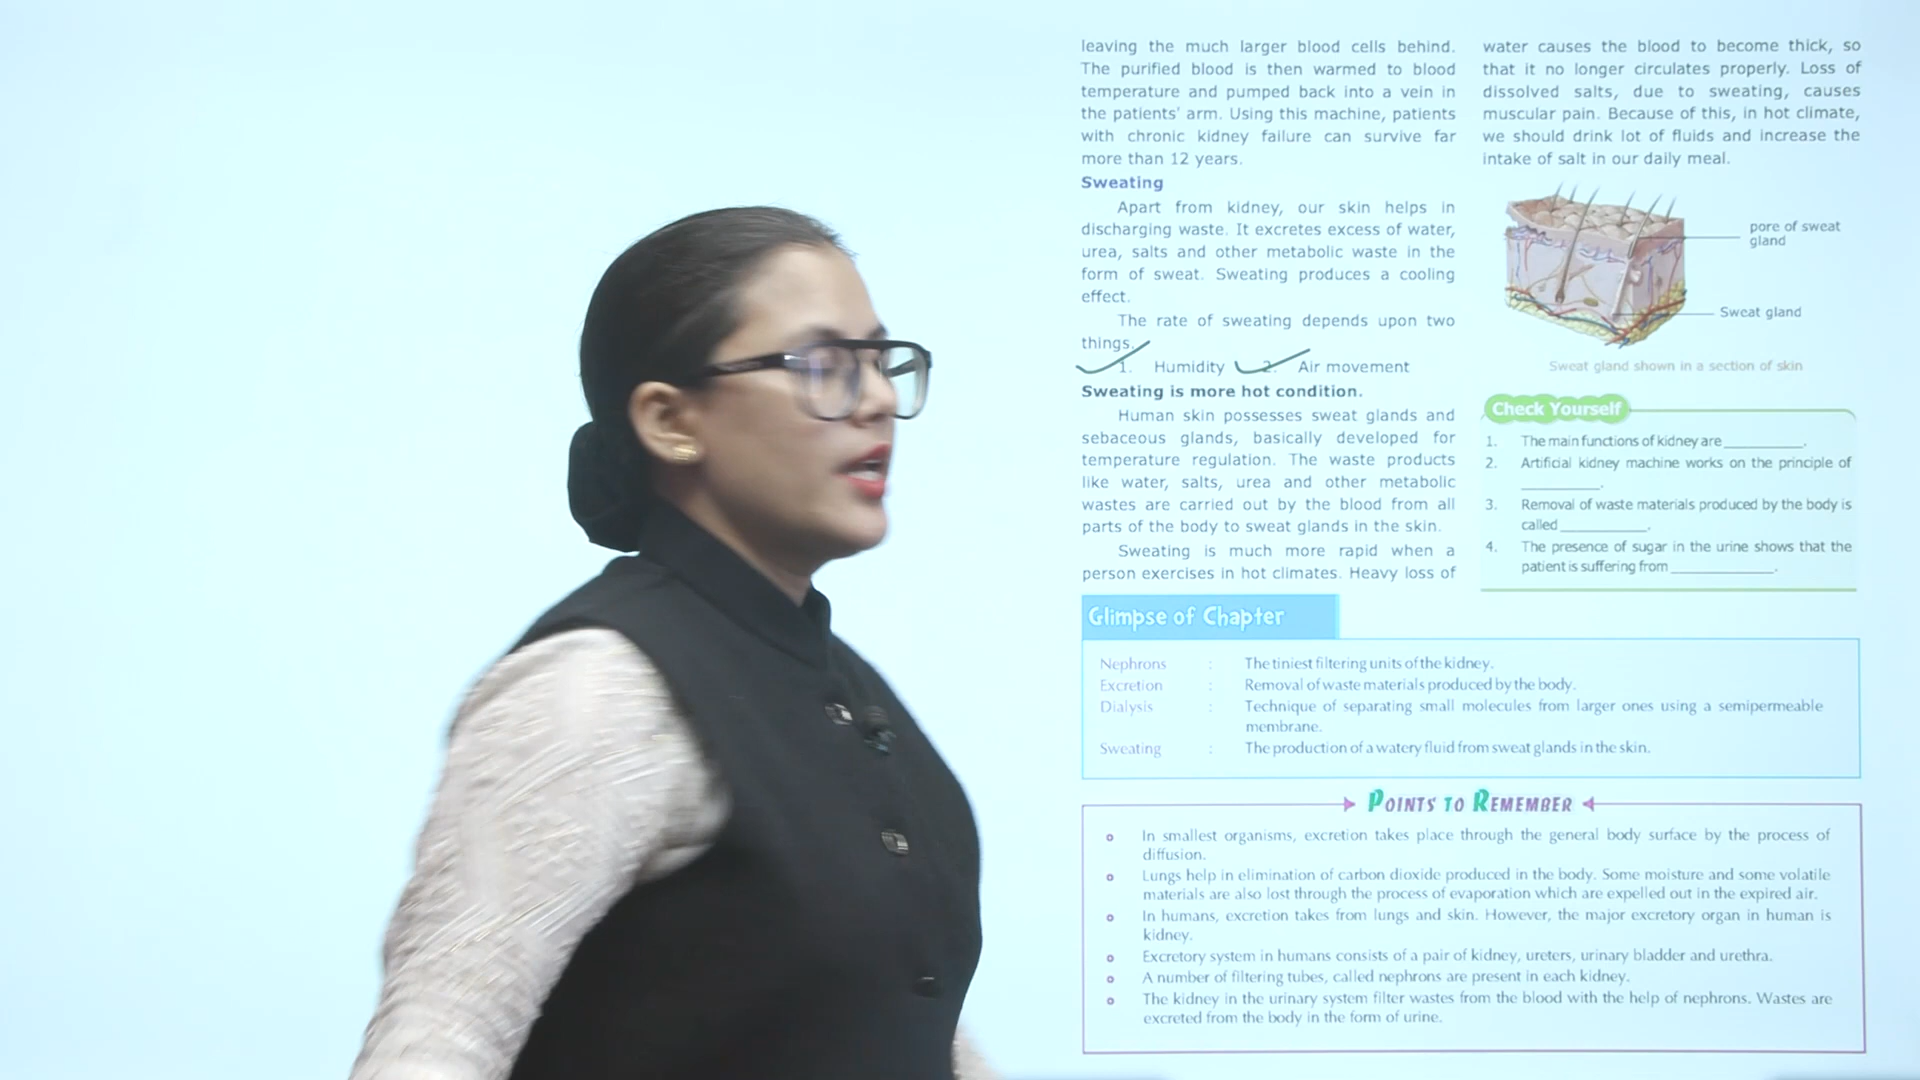 leaving the much larger blood cells behind.
The purified blood is then warmed to blood
temperature and pumped back into a vein in
the patients' arm. Using this machine, patients
with chronic kidney failure can survive far
more than 12 years.
Sweating
Apart from kidney, our skin helps in
discharging waste. It excretes excess of water,
urea, salts and other metabolic waste in the
form of sweat. Sweating produces a cooling
effect.
The rate of sweating depends upon two
things.
1. Humidity 2. Air movement
Sweating is more hot condition.
Human skin possesses sweat glands and
sebaceous glands, basically developed for
temperature regulation. The waste products
like water, salts, urea and other metabolic
wastes are carried out by the blood from all
parts of the body to sweat glands in the skin.
Sweating is much more rapid when a
person exercises in hot climates. Heavy loss of
water causes the blood to become thick, so
that it no longer circulates properly. Loss of
dissolved salts, due to sweating, causes
muscular pain. Because of this, in hot climate,
we should drink lot of fluids and increase the
intake of salt in our daily meal.
pore of sweat
gland
Sweat gland
Sweat gland shown in a section of skin
Check Yourself
1. The main functions of kidney are __________.
2. Artificial kidney machine works on the principle of
__________.
3. Removal of waste materials produced by the body is
called ___________.
4. The presence of sugar in the urine shows that the
patient is suffering from _____________.
Glimpse of Chapter
Nephrons : The tiniest filtering units of the kidney.
Excretion : Removal of waste materials produced by the body.
Dialysis : Technique of separating small molecules from larger ones using a semipermeable
membrane.
Sweating : The production of a watery fluid from sweat glands in the skin.
POINTS TO REMEMBER
In smallest organisms, excretion takes place through the general body surface by the process of
diffusion.
Lungs help in elimination of carbon dioxide produced in the body. Some moisture and some volatile
materials are also lost through the process of evaporation which are expelled out in the expired air.
In humans, excretion takes from lungs and skin. However, the major excretory organ in human is
kidney.
Excretory system in humans consists of a pair of kidney, ureters, urinary bladder and urethra.
A number of filtering tubes, called nephrons are present in each kidney.
The kidney in the urinary system filter wastes from the blood with the help of nephrons. Wastes are
excreted from the body in the form of urine.